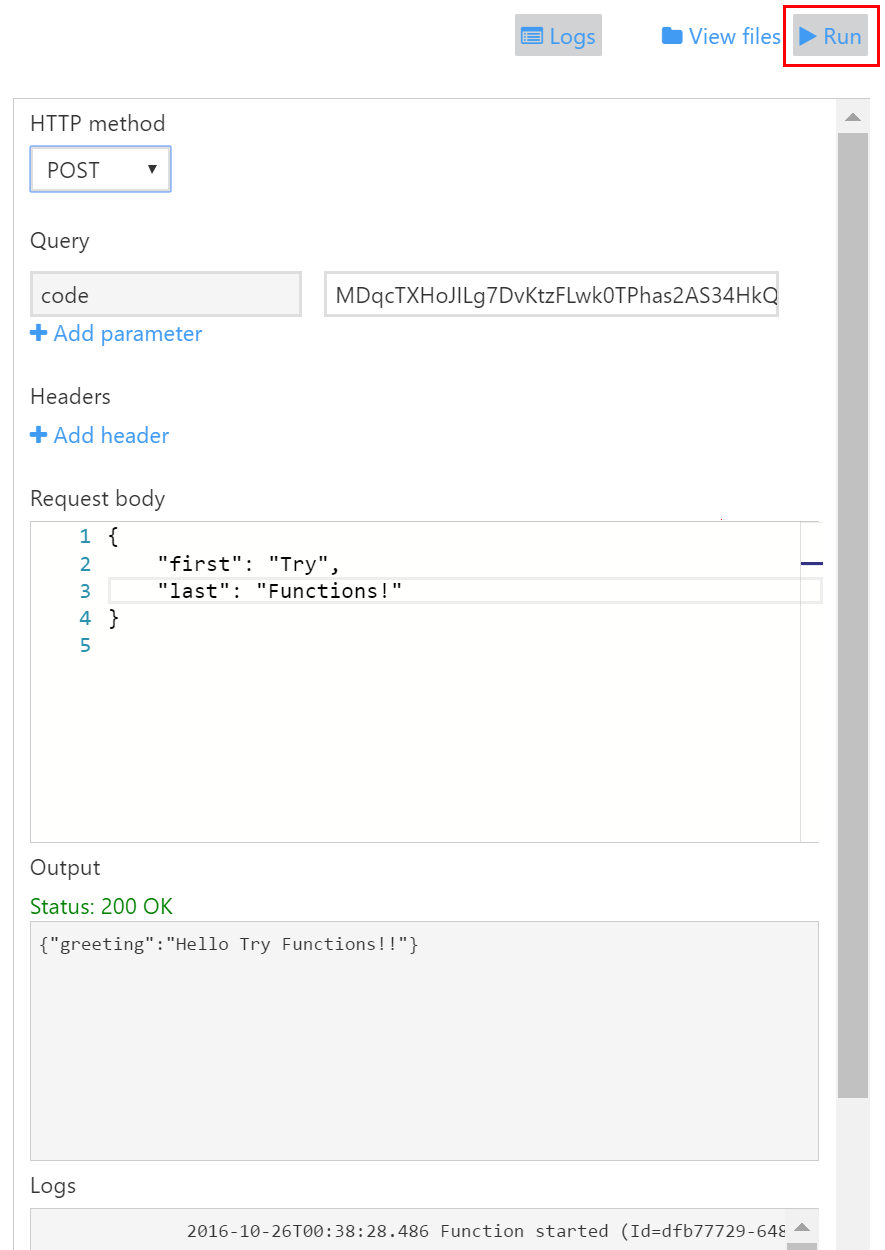 Logs View files Run
HTTP method
POST
Query
code MDqcTXHoJILg7DvKtzFLwk0TPhas2AS34HkQ
Add parameter
Headers
Add header
Request body
1 {
2 "first": "Try",
3 "last": "Functions!"
4 }
5
Output
Status: 200 OK
{"greeting":"Hello Try Functions!!"}
Logs
2016-10-26T00:38:28.486 Function started (Id=dfb77729-648